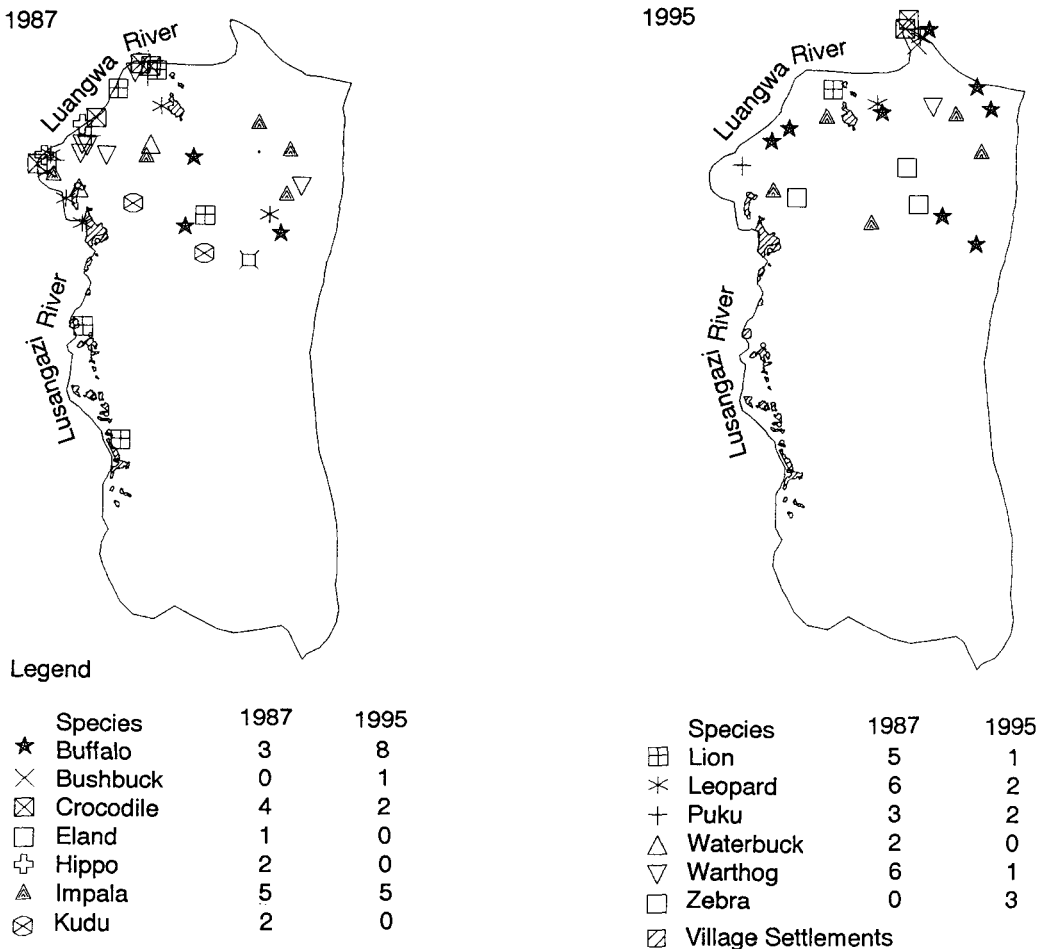 1987
1995
Luangwa River
Luangwa River
Lusangazi River
Lusangazi River
Legend
Species 1987 1995
Buffalo 3 8
Bushbuck 0 1
Crocodile 4 2
Eland 1 0
Hippo 2 0
Impala 5 5
Kudu 2 0
Species 1987 1995
Lion 5 1
Leopard 6 2
Puku 3 2
Waterbuck 2 0
Warthog 6 1
Zebra 0 3
Village Settlements